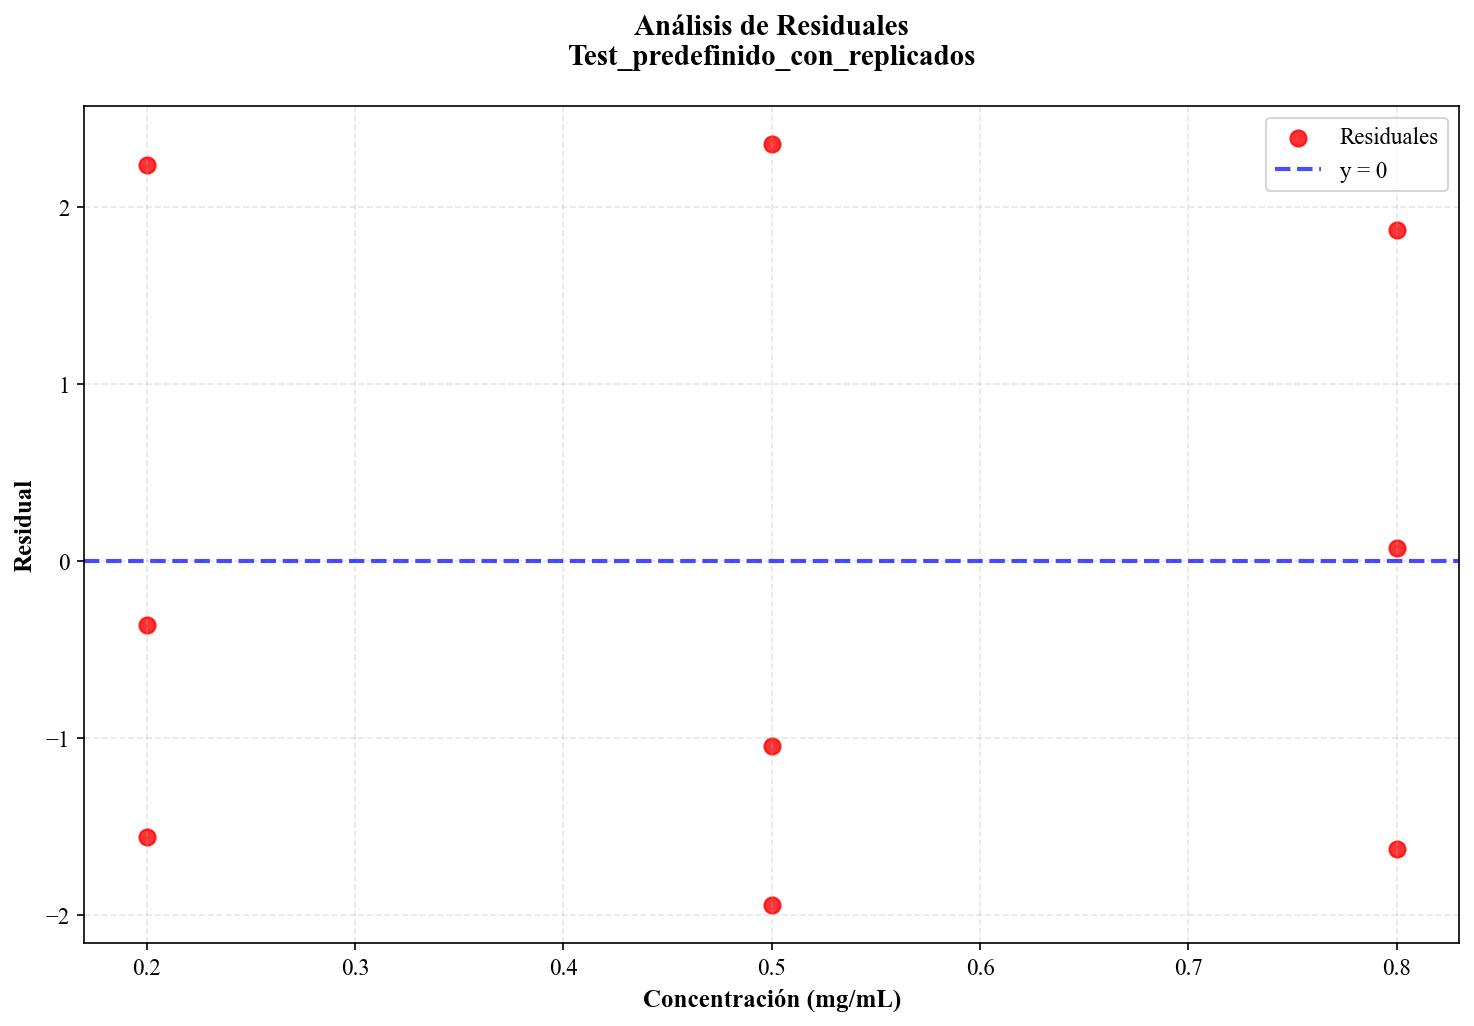 Análisis de Residuales
Test_predefinido_con_replicados
Residuales
y = 0
2
1
0
−1
−2
Residual
0.2 0.3 0.4 0.5 0.6 0.7 0.8
Concentración (mg/mL)